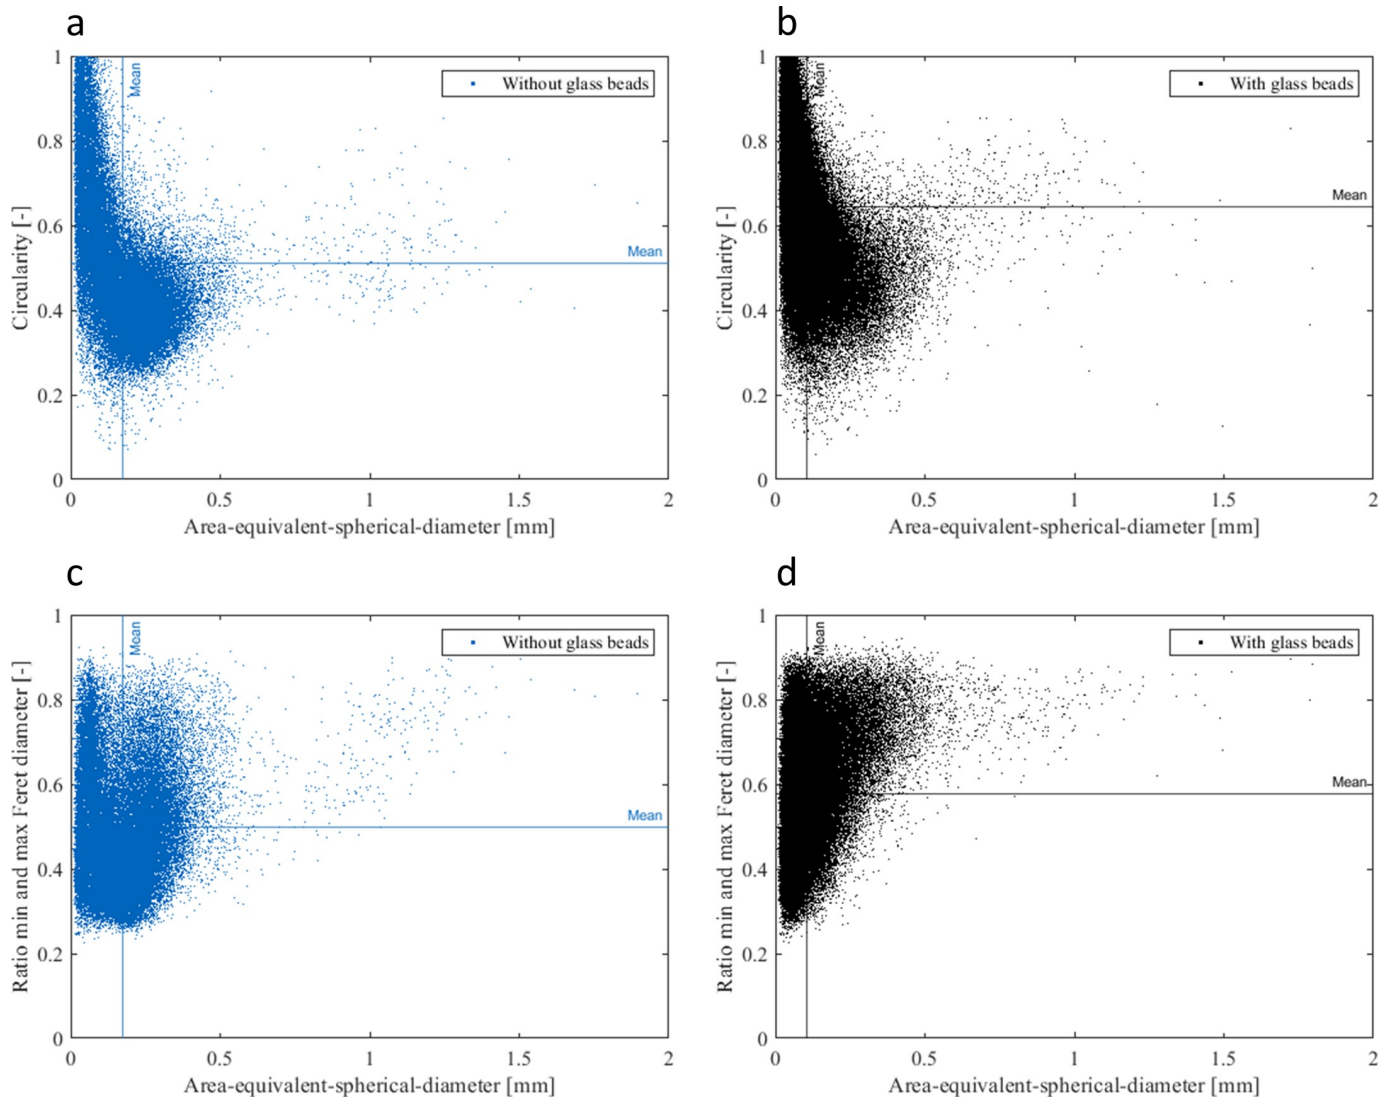 a
1
0.8
0.6
0.4
0.2
0
0
0.5
1
1.5
2
Circularity [-]
Area-equivalent-spherical-diameter [mm]
Mean
Mean
Without glass beads
b
1
0.8
0.6
0.4
0.2
0
0
0.5
1
1.5
2
Circularity [-]
Area-equivalent-spherical-diameter [mm]
Mean
Mean
With glass beads
c
1
0.8
0.6
0.4
0.2
0
0
0.5
1
1.5
2
Ratio min and max Feret diameter [-]
Area-equivalent-spherical-diameter [mm]
Mean
Mean
Without glass beads
d
1
0.8
0.6
0.4
0.2
0
0
0.5
1
1.5
2
Ratio min and max Feret diameter [-]
Area-equivalent-spherical-diameter [mm]
Mean
Mean
With glass beads